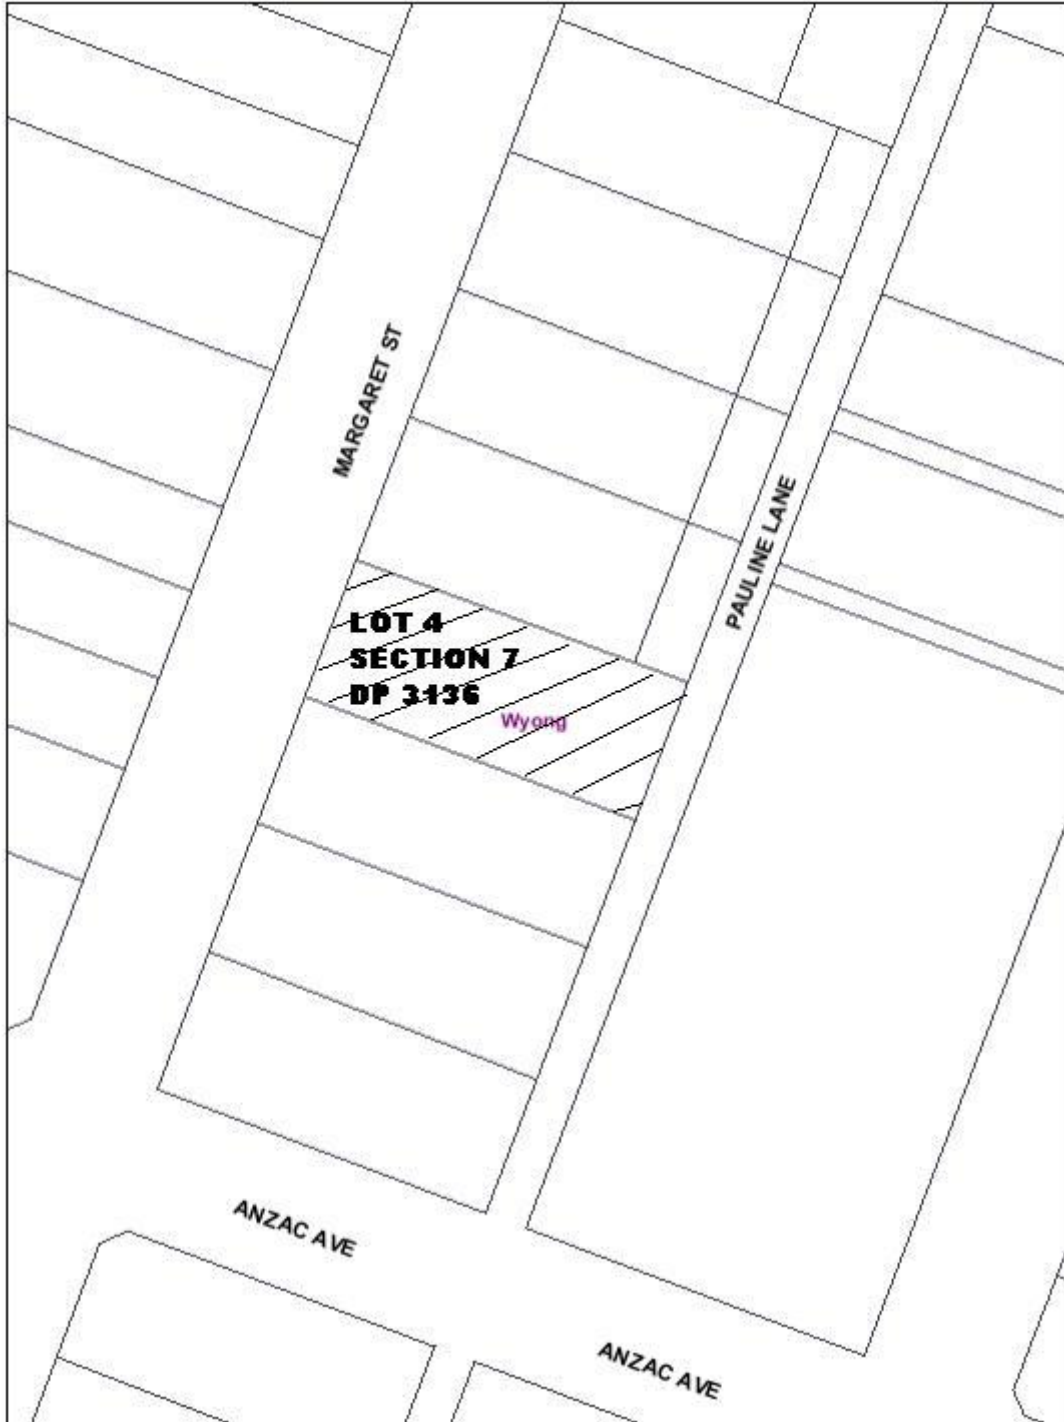 MARGARET ST
PAULINE LANE
LOT 4
SECTION 7
DP 3136
Wyong
ANZAC AVE
ANZAC AVE